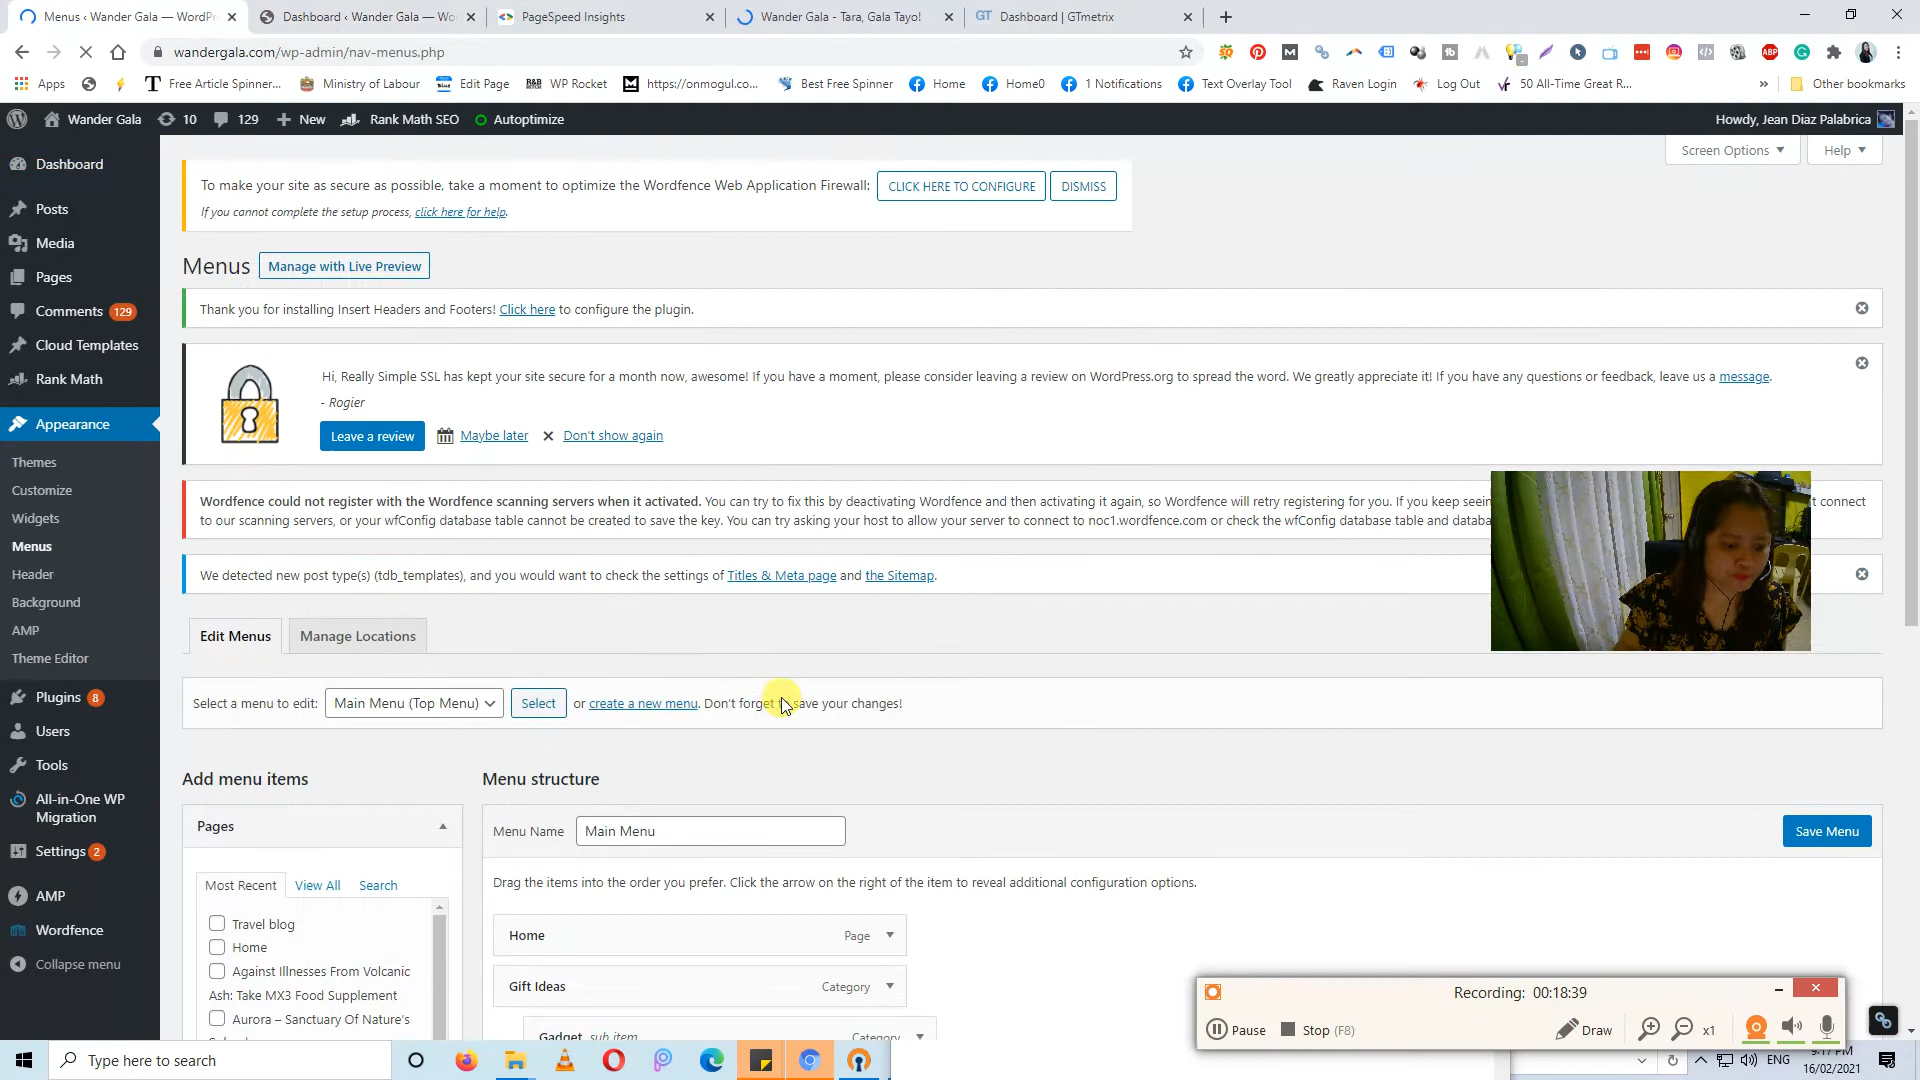 Menus ‹ Wander Gala — WordPr
Dashboard ‹ Wander Gala — Wo
PageSpeed Insights
Wander Gala - Tara, Gala Tayo!
GT Dashboard | GTmetrix
wandergala.com/wp-admin/nav-menus.php
Apps
Free Article Spinner...
Ministry of Labour
Edit Page
WP Rocket
https://onmogul.co...
Best Free Spinner
Home
Home0
1 Notifications
Text Overlay Tool
Raven Login
Log Out
50 All-Time Great R...
Other bookmarks
Wander Gala
10
129
New
Rank Math SEO
Autoptimize
Howdy, Jean Diaz Palabrica
Screen Options
Help
Dashboard
Posts
Media
Pages
Comments 129
Cloud Templates
Rank Math
Appearance
Themes
Customize
Widgets
Menus
Header
Background
AMP
Theme Editor
Plugins 8
Users
Tools
All-in-One WP
Migration
Settings 2
AMP
Wordfence
Collapse menu
To make your site as secure as possible, take a moment to optimize the Wordfence Web Application Firewall: CLICK HERE TO CONFIGURE DISMISS
If you cannot complete the setup process, click here for help.
Menus Manage with Live Preview
Thank you for installing Insert Headers and Footers! Click here to configure the plugin.
Hi, Really Simple SSL has kept your site secure for a month now, awesome! If you have a moment, please consider leaving a review on WordPress.org to spread the word. We greatly appreciate it! If you have any questions or feedback, leave us a message.
- Rogier
Leave a review Maybe later Don't show again
Wordfence could not register with the Wordfence scanning servers when it activated. You can try to fix this by deactivating Wordfence and then activating it again, so Wordfence will retry registering for you. If you keep seein t connect
to our scanning servers, or your wfConfig database table cannot be created to save the key. You can try asking your host to allow your server to connect to noc1.wordfence.com or check the wfConfig database table and databa
We detected new post type(s) (tdb_templates), and you would want to check the settings of Titles & Meta page and the Sitemap.
Edit Menus Manage Locations
Select a menu to edit: Main Menu (Top Menu) Select or create a new menu. Don't forget save your changes!
Add menu items
Menu structure
Pages
Menu Name Main Menu Save Menu
Most Recent View All Search
Drag the items into the order you prefer. Click the arrow on the right of the item to reveal additional configuration options.
Travel blog
Home
Against Illnesses From Volcanic
Ash: Take MX3 Food Supplement
Aurora – Sanctuary Of Nature's
Home Page
Gift Ideas Category
Gadget sub item Category
Recording: 00:18:39
Pause Stop (F8) Draw x1
Type here to search
ENG
9:17 PM
16/02/2021